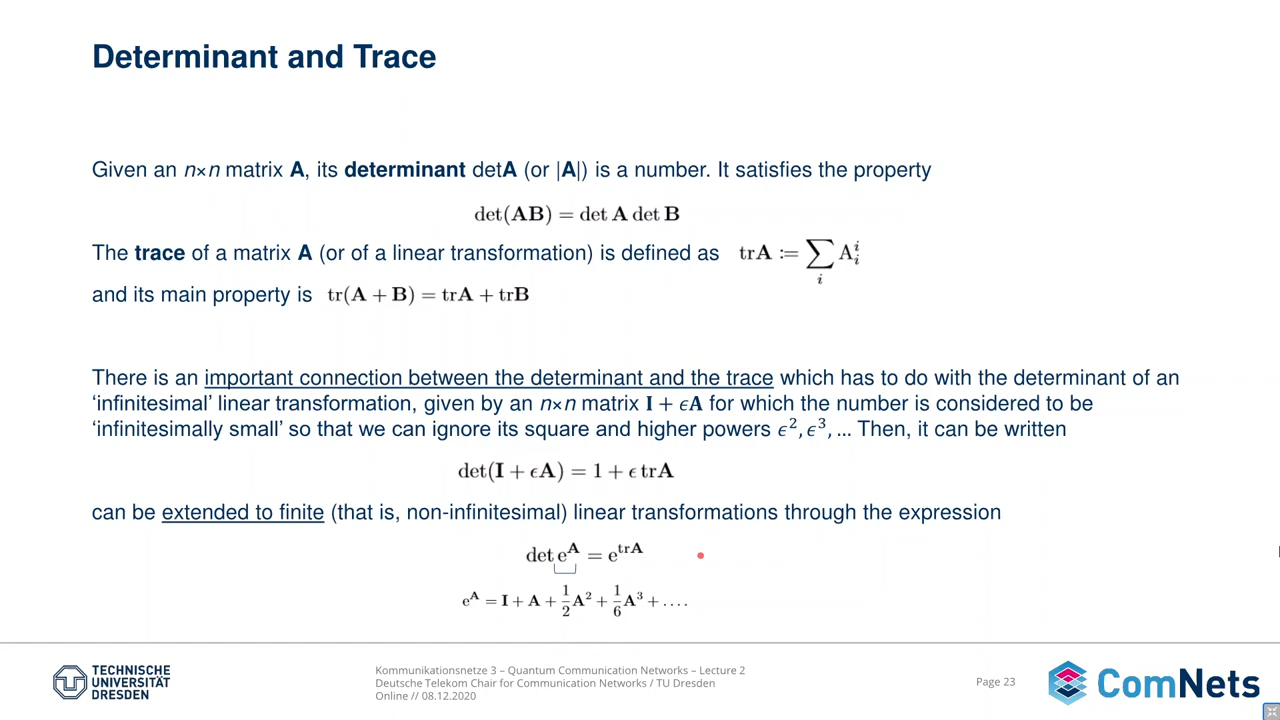 Determinant and Trace
Given an n×n matrix A, its determinant detA (or |A|) is a number. It satisfies the property
det(AB) = det A det B
The trace of a matrix A (or of a linear transformation) is defined as trA := ∑ᵢ Aⁱᵢ
and its main property is tr(A + B) = trA + trB
There is an important connection between the determinant and the trace which has to do with the determinant of an
‘infinitesimal’ linear transformation, given by an n×n matrix I + ϵA for which the number is considered to be
‘infinitesimally small’ so that we can ignore its square and higher powers ϵ², ϵ³, ... Then, it can be written
det(I + ϵA) = 1 + ϵ trA
can be extended to finite (that is, non-infinitesimal) linear transformations through the expression
det e^A = e^trA
e^A = I + A + 1/2 A² + 1/6 A³ + ....
TECHNISCHE
UNIVERSITÄT
DRESDEN
Kommunikationsnetze 3 – Quantum Communication Networks – Lecture 2
Deutsche Telekom Chair for Communication Networks / TU Dresden
Online // 08.12.2020
Page 23
ComNets